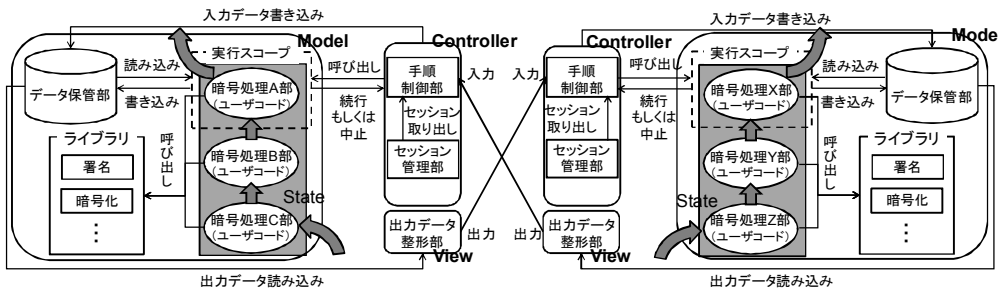 入力データ書き込み
Model
実行スコープ
データ保管部
読み込み
書き込み
暗号処理A部
(ユーザコード)
ライブラリ
署名
暗号化
⋮
呼び出し
暗号処理B部
(ユーザコード)
State
暗号処理C部
(ユーザコード)
呼び出し
続行
もしくは
中止
Controller
手順
制御部
セッション
取り出し
セッション
管理部
出力データ
整形部
View
入力
出力
出力データ読み込み
入力データ書き込み
入力
出力
Controller
手順
制御部
セッション
取り出し
セッション
管理部
出力データ
整形部
View
呼び出し
続行
もしくは
中止
Mode
実行スコープ
暗号処理X部
(ユーザコード)
暗号処理Y部
(ユーザコード)
State
暗号処理Z部
(ユーザコード)
読み込み
書き込み
データ保管部
呼び出し
ライブラリ
署名
暗号化
⋮
出力データ読み込み